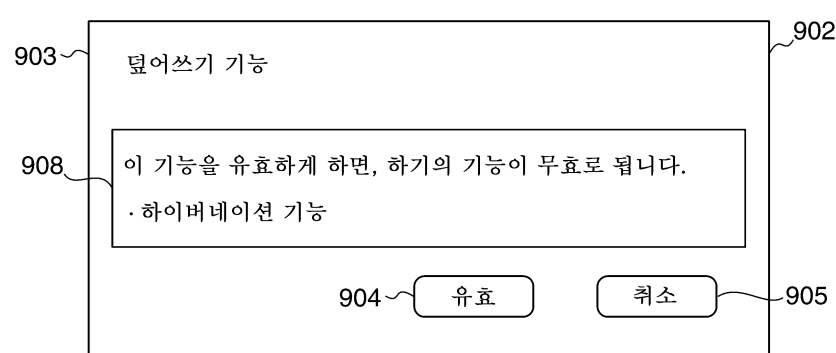 902
903 덮어쓰기 기능
908 이 기능을 유효하게 하면, 하기의 기능이 무효로 됩니다.
· 하이버네이션 기능
904 유효 취소 905